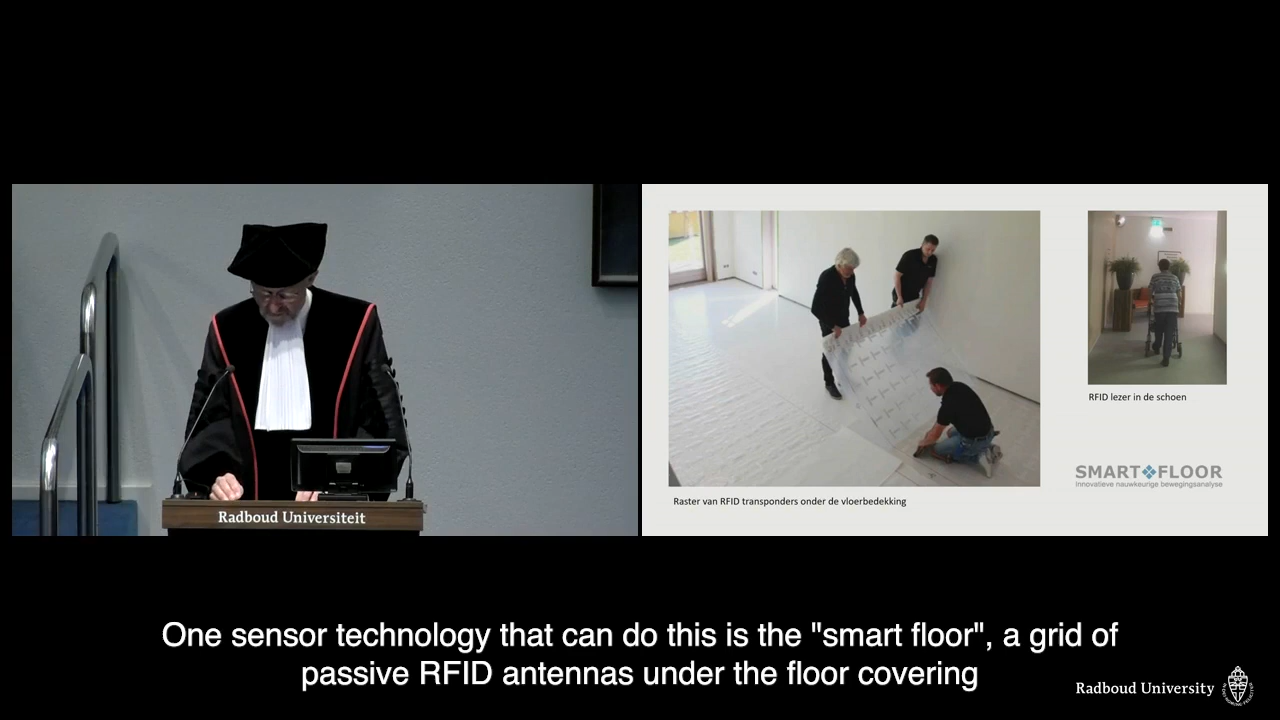 Radboud Universiteit
Raster van RFID transponders onder de vloerbedekking
RFID lezer in de schoen
SMART FLOOR
Innovatieve nauwkeurige bewegingsanalyse
One sensor technology that can do this is the "smart floor", a grid of
passive RFID antennas under the floor covering
Radboud University